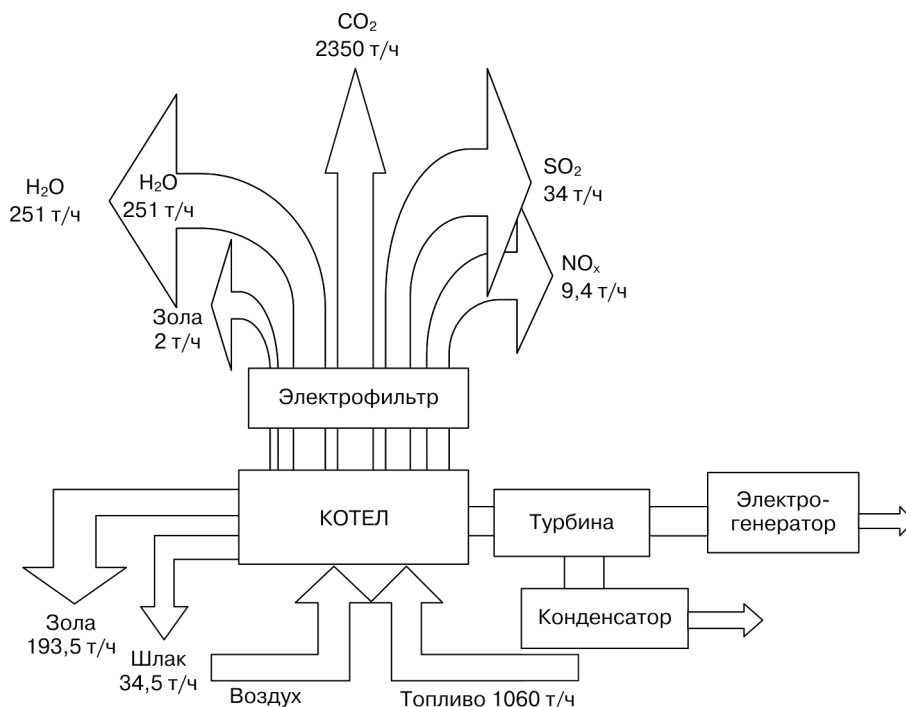 CO₂
2350 т/ч
H₂O
251 т/ч
H₂O
251 т/ч
SO₂
34 т/ч
NOₓ
9,4 т/ч
Зола
2 т/ч
Электрофильтр
КОТЕЛ
Турбина
Электро-
генератор
Конденсатор
Зола
193,5 т/ч
Шлак
34,5 т/ч
Воздух
Топливо 1060 т/ч